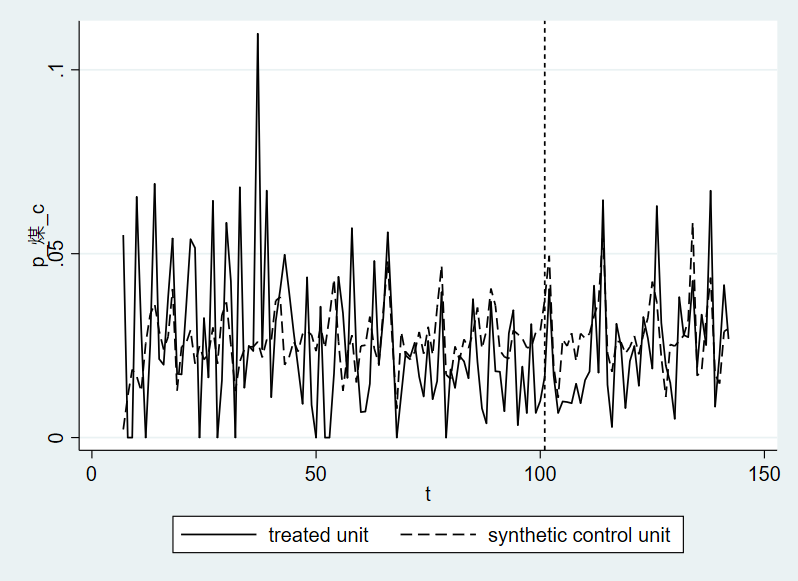 .1
p_煤_c
.05
0
0
50
100
150
t
treated unit
synthetic control unit